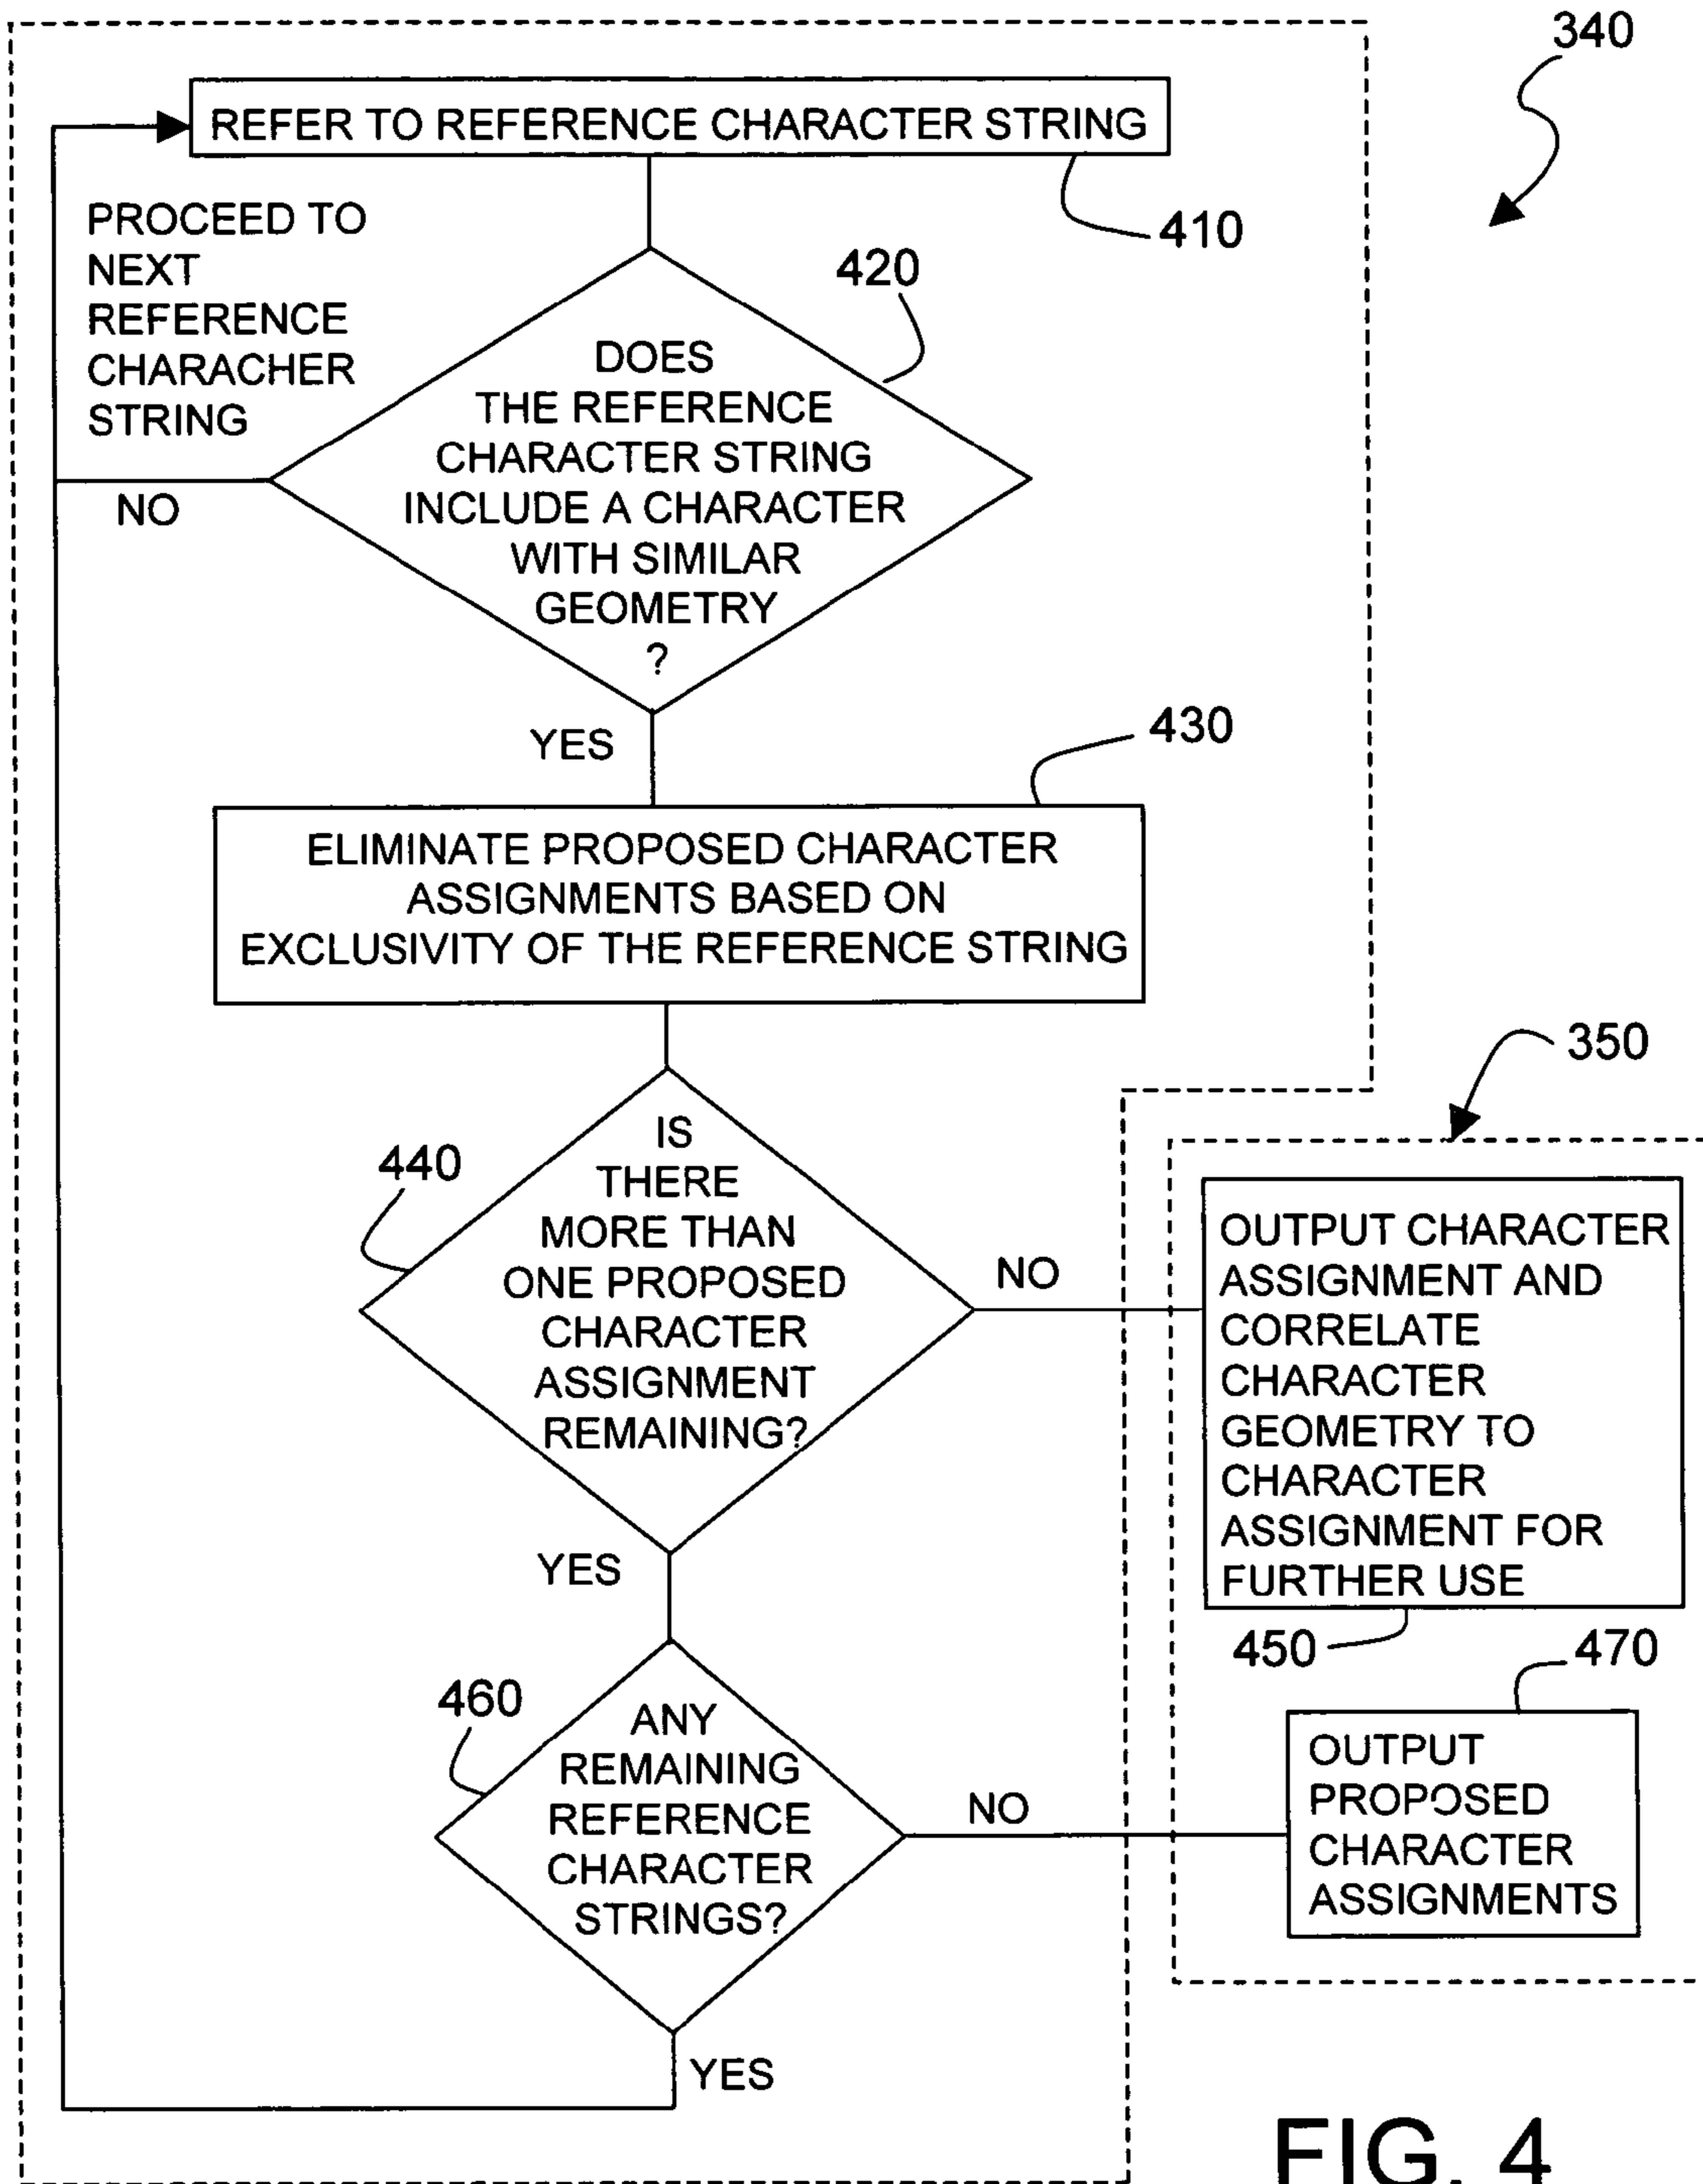 340
REFER TO REFERENCE CHARACTER STRING
410
PROCEED TO
NEXT
REFERENCE
CHARACHER
STRING
420
DOES
THE REFERENCE
CHARACTER STRING
INCLUDE A CHARACTER
WITH SIMILAR
GEOMETRY
?
NO
YES
430
ELIMINATE PROPOSED CHARACTER
ASSIGNMENTS BASED ON
EXCLUSIVITY OF THE REFERENCE STRING
350
440
IS
THERE
MORE THAN
ONE PROPOSED
CHARACTER
ASSIGNMENT
REMAINING?
NO
OUTPUT CHARACTER
ASSIGNMENT AND
CORRELATE
CHARACTER
GEOMETRY TO
CHARACTER
ASSIGNMENT FOR
FURTHER USE
450
YES
460
ANY
REMAINING
REFERENCE
CHARACTER
STRINGS?
NO
470
OUTPUT
PROPOSED
CHARACTER
ASSIGNMENTS
YES
FIG. 4